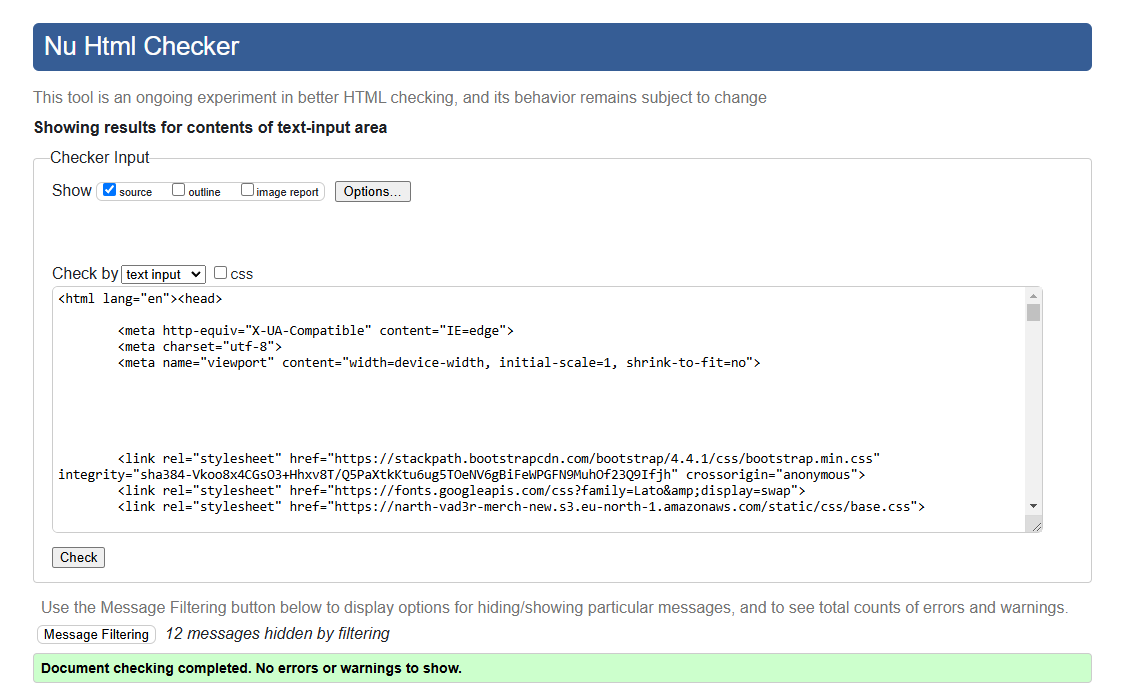 Nu Html Checker
This tool is an ongoing experiment in better HTML checking, and its behavior remains subject to change
Showing results for contents of text-input area
Checker Input
Show source outline image report Options...
Check by text input css
<html lang="en"><head>
<meta http-equiv="X-UA-Compatible" content="IE=edge">
<meta charset="utf-8">
<meta name="viewport" content="width=device-width, initial-scale=1, shrink-to-fit=no">
<link rel="stylesheet" href="https://stackpath.bootstrapcdn.com/bootstrap/4.4.1/css/bootstrap.min.css"
integrity="sha384-Vkoo8x4CGsO3+Hhxv8T/Q5PaXtkKtu6ug5TOeNV6gBiFeWPGFN9MuhOf23Q9Ifjh" crossorigin="anonymous">
<link rel="stylesheet" href="https://fonts.googleapis.com/css?family=Lato&amp;display=swap">
<link rel="stylesheet" href="https://narth-vad3r-merch-new.s3.eu-north-1.amazonaws.com/static/css/base.css">
Check
Use the Message Filtering button below to display options for hiding/showing particular messages, and to see total counts of errors and warnings.
Message Filtering 12 messages hidden by filtering
Document checking completed. No errors or warnings to show.